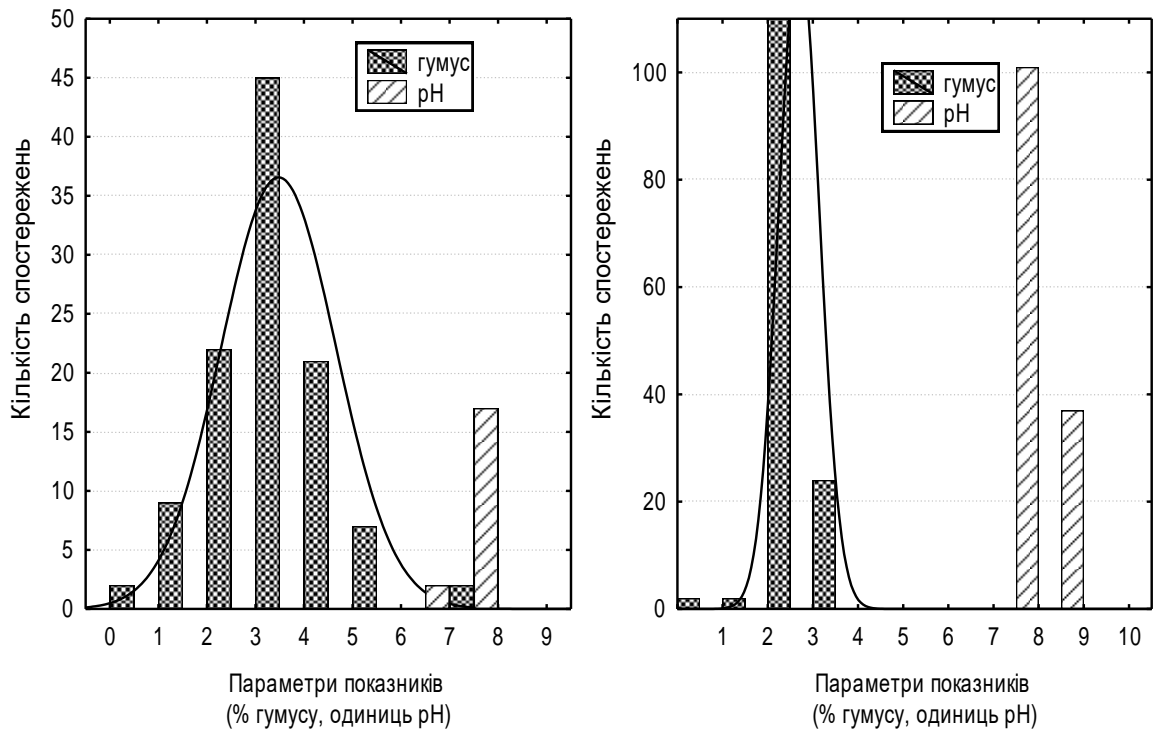 50
45
40
35
30
25
20
15
10
5
0
Кількість спостережень
гумус
pH
0 1 2 3 4 5 6 7 8 9
Параметри показників
(% гумусу, одиниць pH)
100
80
60
40
20
0
Кількість спостережень
гумус
pH
1 2 3 4 5 6 7 8 9 10
Параметри показників
(% гумусу, одиниць pH)